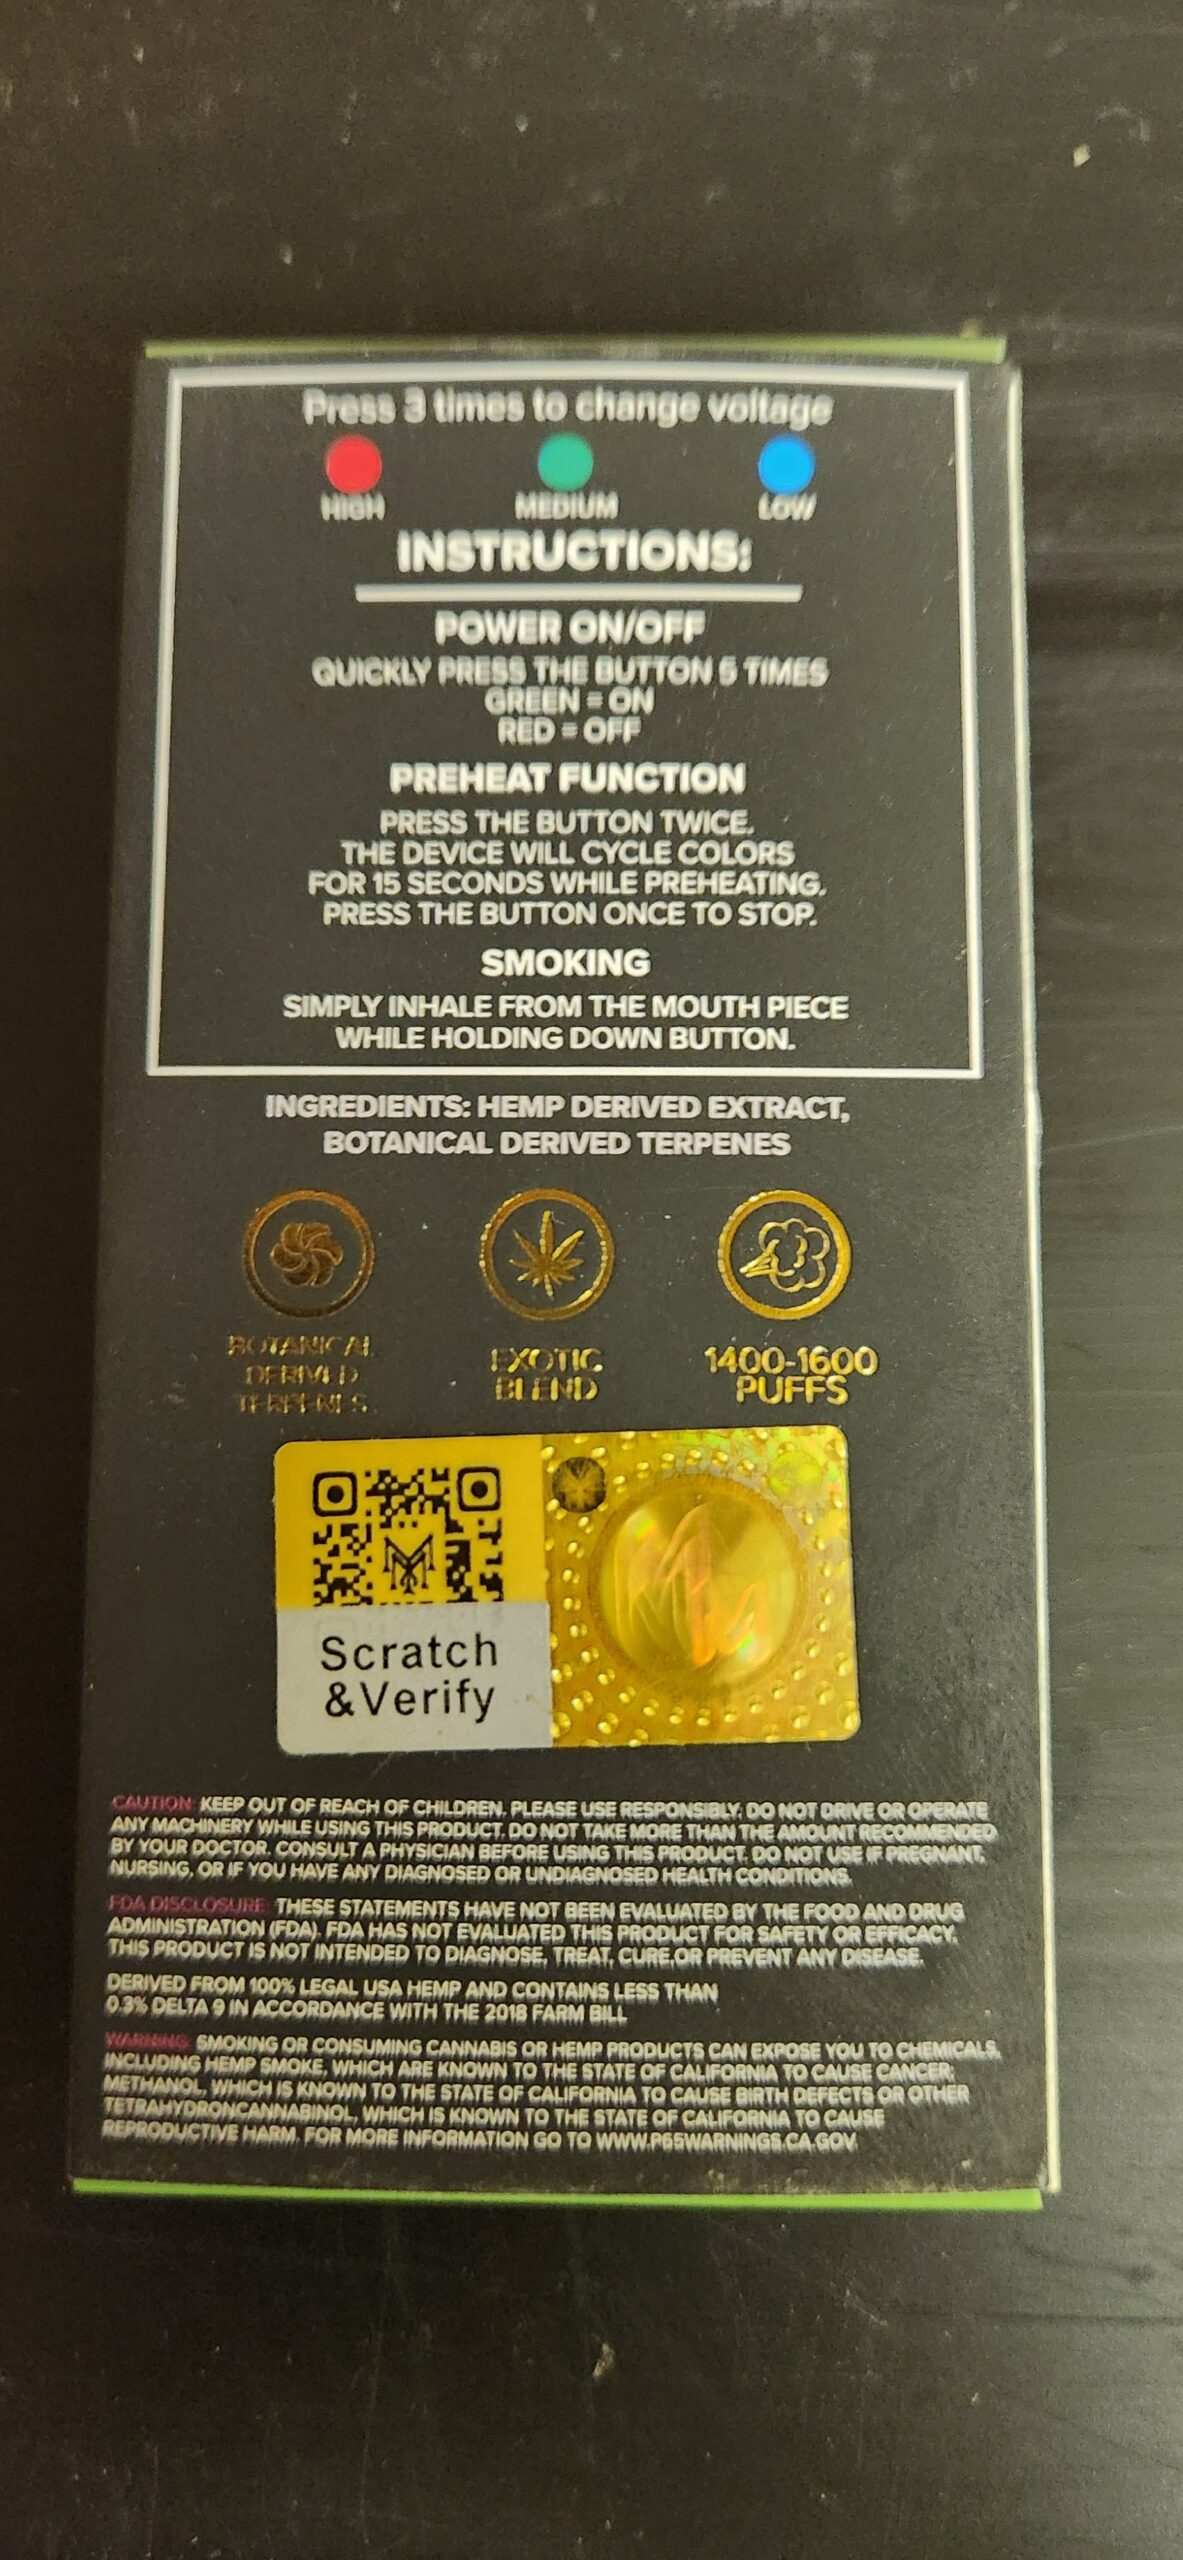 Press 3 times to change voltage
HIGH MEDIUM LOW
INSTRUCTIONS:
POWER ON/OFF
QUICKLY PRESS THE BUTTON 5 TIMES
GREEN = ON
RED = OFF
PREHEAT FUNCTION
PRESS THE BUTTON TWICE.
THE DEVICE WILL CYCLE COLORS
FOR 15 SECONDS WHILE PREHEATING.
PRESS THE BUTTON ONCE TO STOP.
SMOKING
SIMPLY INHALE FROM THE MOUTH PIECE
WHILE HOLDING DOWN BUTTON.
INGREDIENTS: HEMP DERIVED EXTRACT,
BOTANICAL DERIVED TERPENES
BOTANICAL
DERIVED
TERPENES
EXOTIC
BLEND
1400-1600
PUFFS
Scratch
&Verify
CAUTION: KEEP OUT OF REACH OF CHILDREN. PLEASE USE RESPONSIBLY. DO NOT DRIVE OR OPERATE
ANY MACHINERY WHILE USING THIS PRODUCT. DO NOT TAKE MORE THAN THE AMOUNT RECOMMENDED
BY YOUR DOCTOR. CONSULT A PHYSICIAN BEFORE USING THIS PRODUCT. DO NOT USE IF PREGNANT,
NURSING, OR IF YOU HAVE ANY DIAGNOSED OR UNDIAGNOSED HEALTH CONDITIONS.
FDA DISCLOSURE: THESE STATEMENTS HAVE NOT BEEN EVALUATED BY THE FOOD AND DRUG
ADMINISTRATION (FDA). FDA HAS NOT EVALUATED THIS PRODUCT FOR SAFETY OR EFFICACY.
THIS PRODUCT IS NOT INTENDED TO DIAGNOSE, TREAT, CURE,OR PREVENT ANY DISEASE.
DERIVED FROM 100% LEGAL USA HEMP AND CONTAINS LESS THAN
0.3% DELTA 9 IN ACCORDANCE WITH THE 2018 FARM BILL
WARNING: SMOKING OR CONSUMING CANNABIS OR HEMP PRODUCTS CAN EXPOSE YOU TO CHEMICALS,
INCLUDING HEMP SMOKE, WHICH ARE KNOWN TO THE STATE OF CALIFORNIA TO CAUSE CANCER;
METHANOL, WHICH IS KNOWN TO THE STATE OF CALIFORNIA TO CAUSE BIRTH DEFECTS OR OTHER
TETRAHYDRONCANNABINOL, WHICH IS KNOWN TO THE STATE OF CALIFORNIA TO CAUSE
REPRODUCTIVE HARM. FOR MORE INFORMATION GO TO WWW.P65WARNINGS.CA.GOV